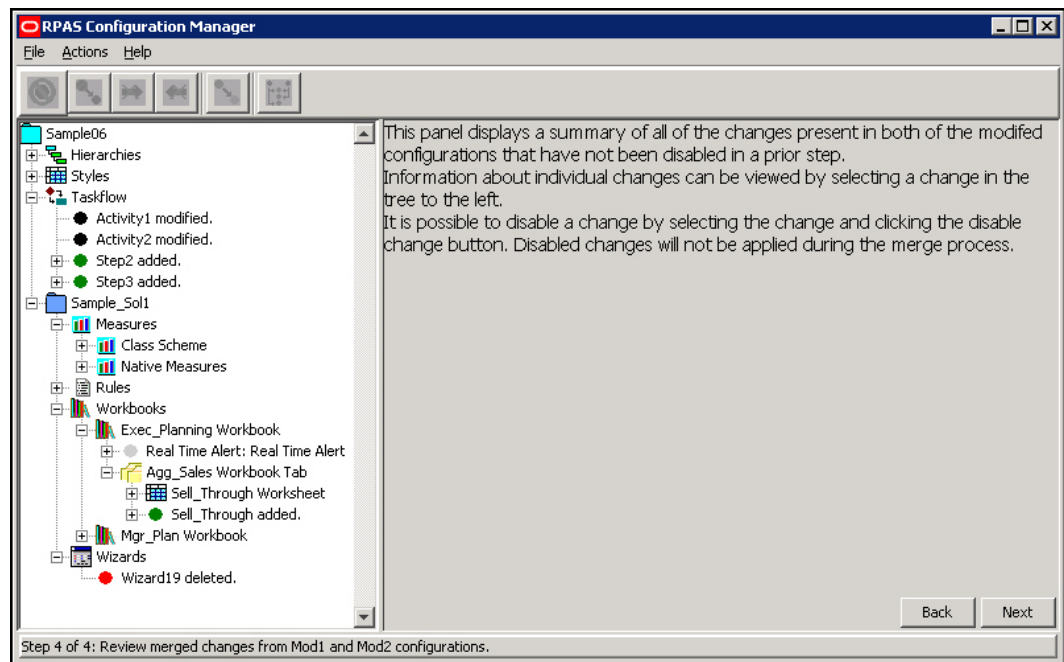 RPAS Configuration Manager
File Actions Help
Sample06
Hierarchies
Styles
Taskflow
Activity1 modified.
Activity2 modified.
Step2 added.
Step3 added.
Sample_Sol1
Measures
Class Scheme
Native Measures
Rules
Workbooks
Exec_Planning Workbook
Real Time Alert: Real Time Alert
Agg_Sales Workbook Tab
Sell_Through Worksheet
Sell_Through added.
Mgr_Plan Workbook
Wizards
Wizard19 deleted.
This panel displays a summary of all of the changes present in both of the modifed
configurations that have not been disabled in a prior step.
Information about individual changes can be viewed by selecting a change in the
tree to the left.
It is possible to disable a change by selecting the change and clicking the disable
change button. Disabled changes will not be applied during the merge process.
Back Next
Step 4 of 4: Review merged changes from Mod1 and Mod2 configurations.